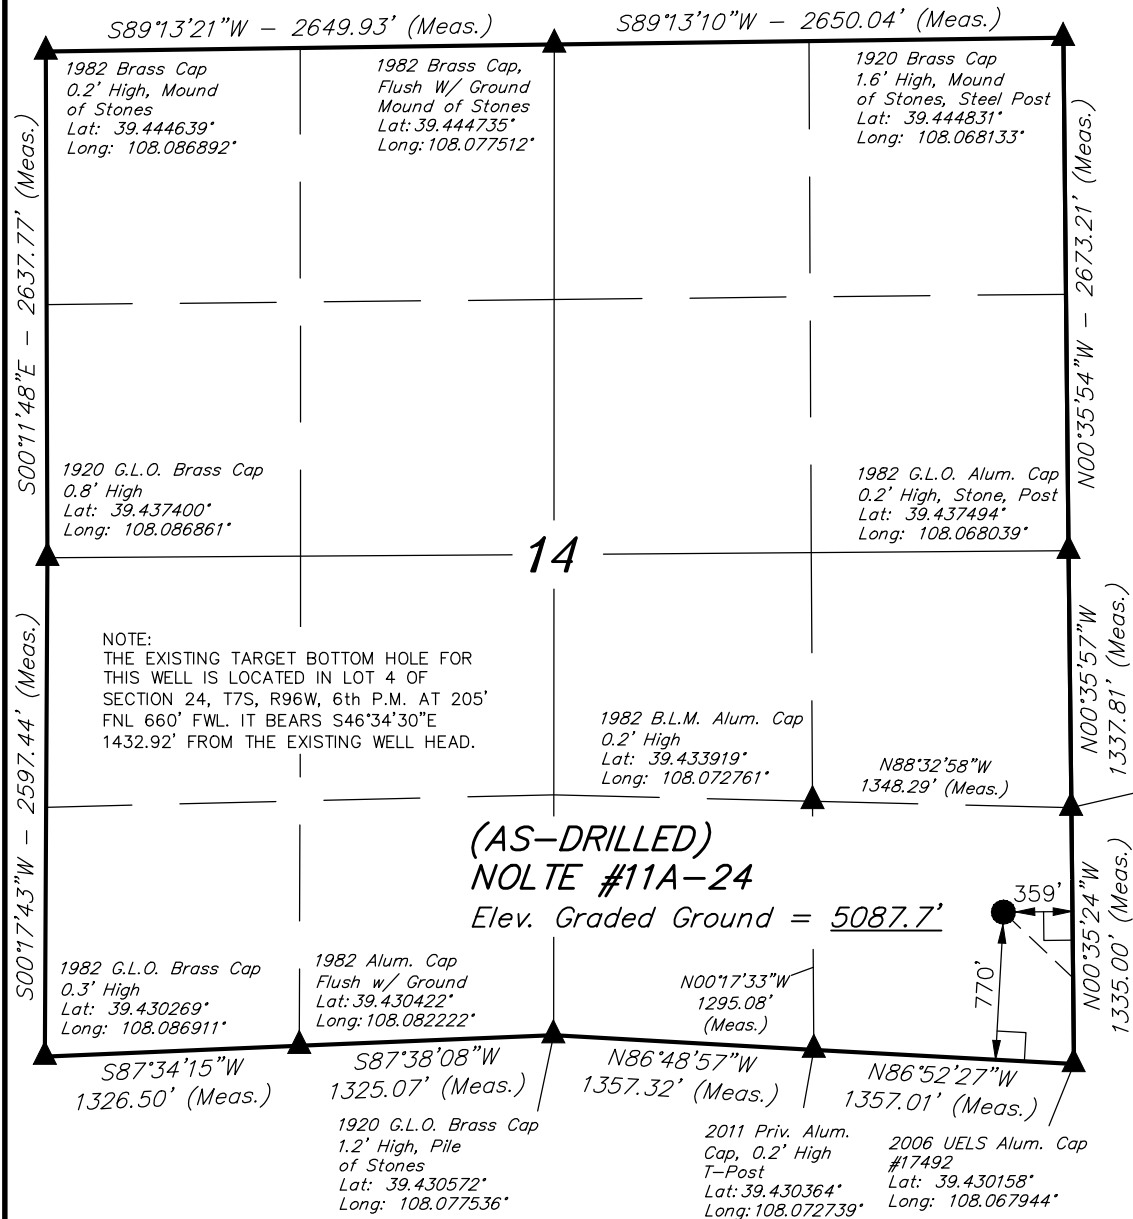 S89°13'21"W - 2649.93' (Meas.)
S89°13'10"W - 2650.04' (Meas.)
1982 Brass Cap
0.2' High, Mound
of Stones
Lat: 39.444639°
Long: 108.086892°
1982 Brass Cap,
Flush W/ Ground
Mound of Stones
Lat: 39.444735°
Long: 108.077512°
1920 Brass Cap
1.6' High, Mound
of Stones, Steel Post
Lat: 39.444831°
Long: 108.068133°
S00°11'48"E - 2637.77' (Meas.)
N00°35'54"W - 2673.21' (Meas.)
1920 G.L.O. Brass Cap
0.8' High
Lat: 39.437400°
Long: 108.086861°
1982 G.L.O. Alum. Cap
0.2' High, Stone, Post
Lat: 39.437494°
Long: 108.068039°
14
NOTE:
THE EXISTING TARGET BOTTOM HOLE FOR
THIS WELL IS LOCATED IN LOT 4 OF
SECTION 24, T7S, R96W, 6th P.M. AT 205'
FNL 660' FWL. IT BEARS S46°34'30"E
1432.92' FROM THE EXISTING WELL HEAD.
S00°17'43"W - 2597.44' (Meas.)
N00°35'57"W
1337.81' (Meas.)
1982 B.L.M. Alum. Cap
0.2' High
Lat: 39.433919°
Long: 108.072761°
N88°32'58"W
1348.29' (Meas.)
(AS-DRILLED)
NOLTE #11A-24
Elev. Graded Ground = 5087.7'
359'
770'
N00°35'24"W
1335.00' (Meas.)
1982 G.L.O. Brass Cap
0.3' High
Lat: 39.430269°
Long: 108.086911°
1982 Alum. Cap
Flush w/ Ground
Lat: 39.430422°
Long: 108.082222°
N00°17'33"W
1295.08'
(Meas.)
S87°34'15"W
1326.50' (Meas.)
S87°38'08"W
1325.07' (Meas.)
N86°48'57"W
1357.32' (Meas.)
N86°52'27"W
1357.01' (Meas.)
1920 G.L.O. Brass Cap
1.2' High, Pile
of Stones
Lat: 39.430572°
Long: 108.077536°
2011 Priv. Alum.
Cap, 0.2' High
T-Post
Lat: 39.430364°
Long: 108.072739°
2006 UELS Alum. Cap
#17492
Lat: 39.430158°
Long: 108.067944°